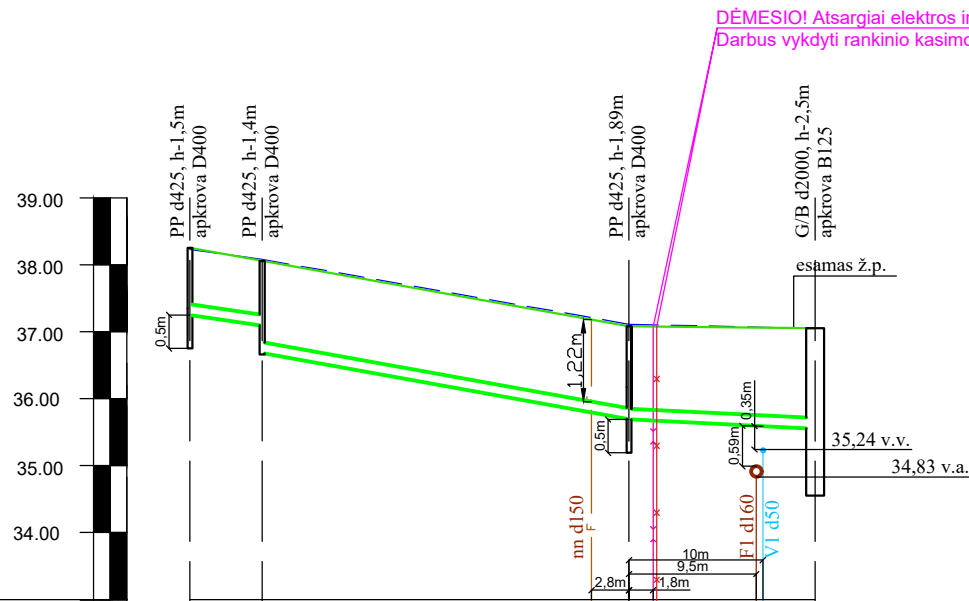 DĖMESIO! Atsargiai elektros i
Darbus vykdyti rankinio kasimo
PP d425, h-1,5m
apkrova D400
PP d425, h-1,4m
apkrova D400
PP d425, h-1,89m
apkrova D400
G/B d2000, h-2,5m
apkrova B125
39.00
38.00
37.00
36.00
35.00
34.00
esamas ž.p.
0,5m
1,22m
F
0,5m
0,35m
0,59m
35,24 v.v.
34,83 v.a.
nn d150
F
F1 d160
V1 d50
10m
9,5m
2,8m
1,8m